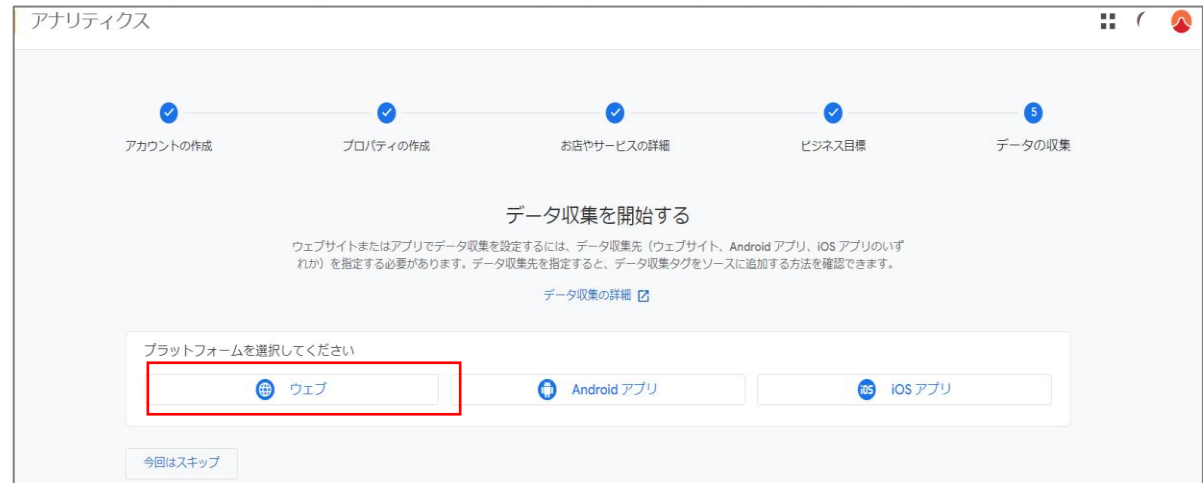 アナリティクス
5
アカウントの作成
プロパティの作成
お店やサービスの詳細
ビジネス目標
データの収集
データ収集を開始する
ウェブサイトまたはアプリでデータ収集を設定するには、データ収集先（ウェブサイト、Android アプリ、iOS アプリのいず
れか）を指定する必要があります。データ収集先を指定すると、データ収集タグをソースに追加する方法を確認できます。
データ収集の詳細
プラットフォームを選択してください
ウェブ
Android アプリ
iOS iOS アプリ
今回はスキップ